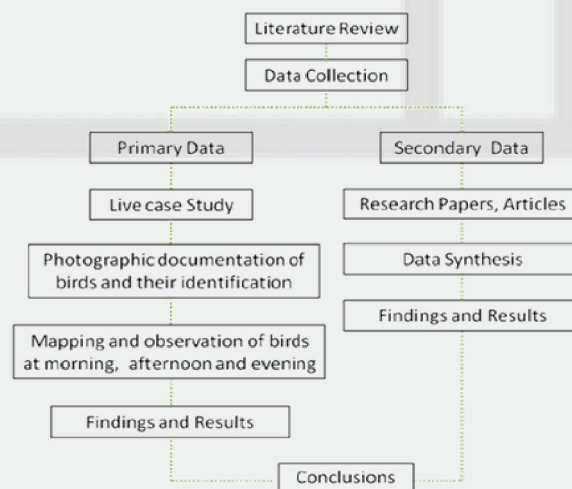 Literature Review
Data Collection
Primary Data
Live case Study
Photographic documentation of
birds and their identification
Mapping and observation of birds
at morning, afternoon and evening
Findings and Results
Secondary Data
Research Papers, Articles
Data Synthesis
Findings and Results
Conclusions